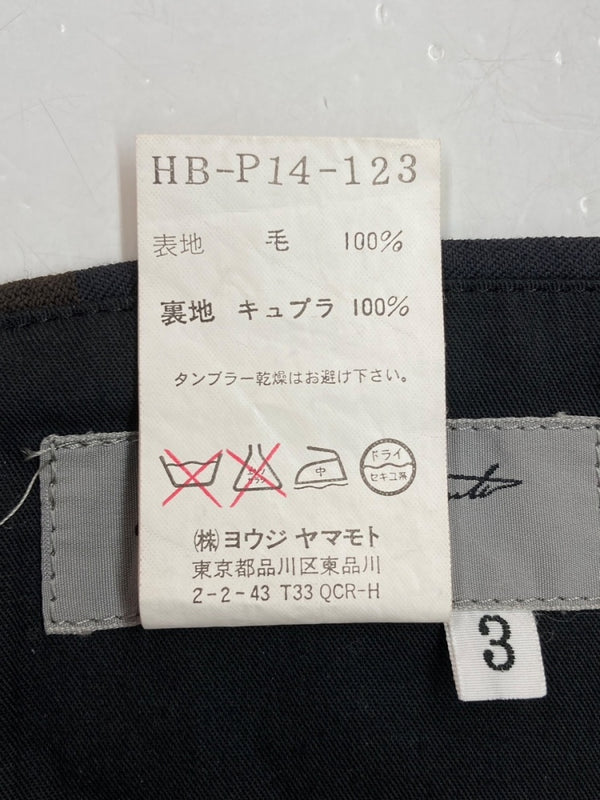 HB-P14-123
表地 毛 100%
裏地 キュプラ 100%
タンブラー乾燥はお避け下さい。
中
ドライ
セキユ系
(株)ヨウジ ヤマモト
東京都品川区東品川
2-2-43 T33 QCR-H
3